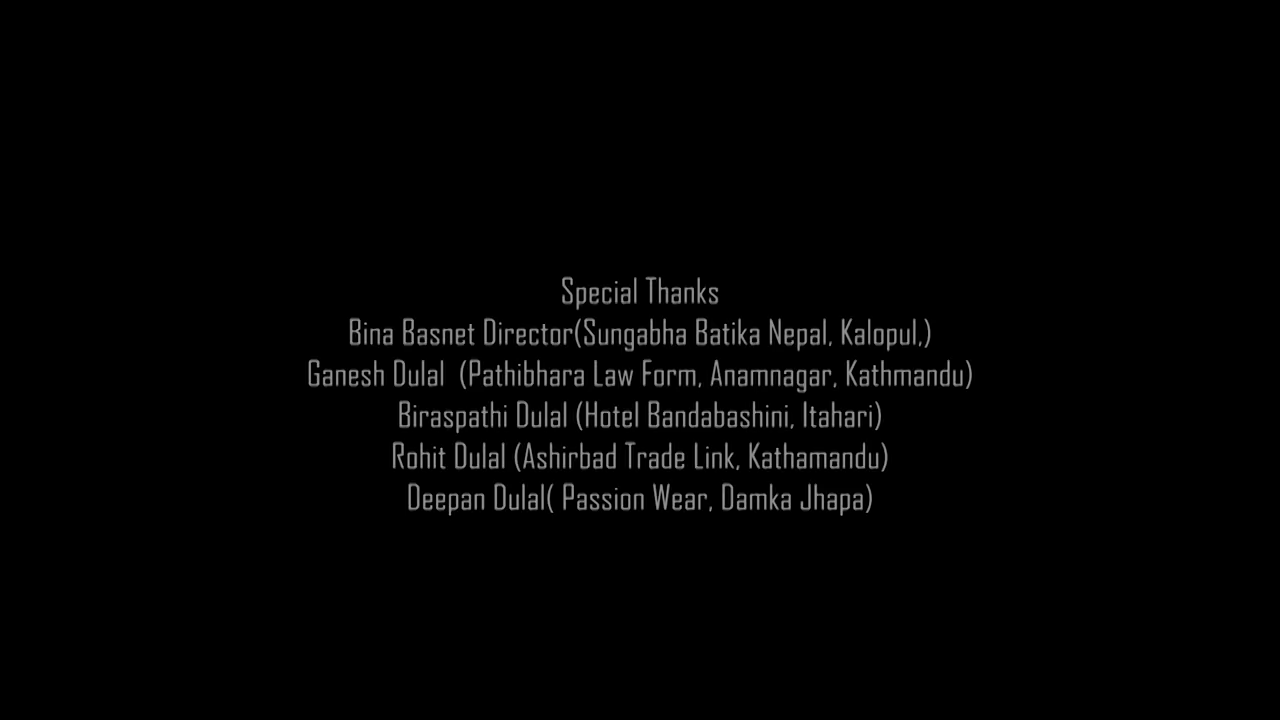 Special Thanks
Bina Basnet Director(Sungabha Batika Nepal, Kalopul,)
Ganesh Dulal  (Pathibhara Law Form, Anamnagar, Kathmandu)
Biraspathi Dulal (Hotel Bandabashini, Itahari)
Rohit Dulal (Ashirbad Trade Link, Kathamandu)
Deepan Dulal( Passion Wear, Damka Jhapa)